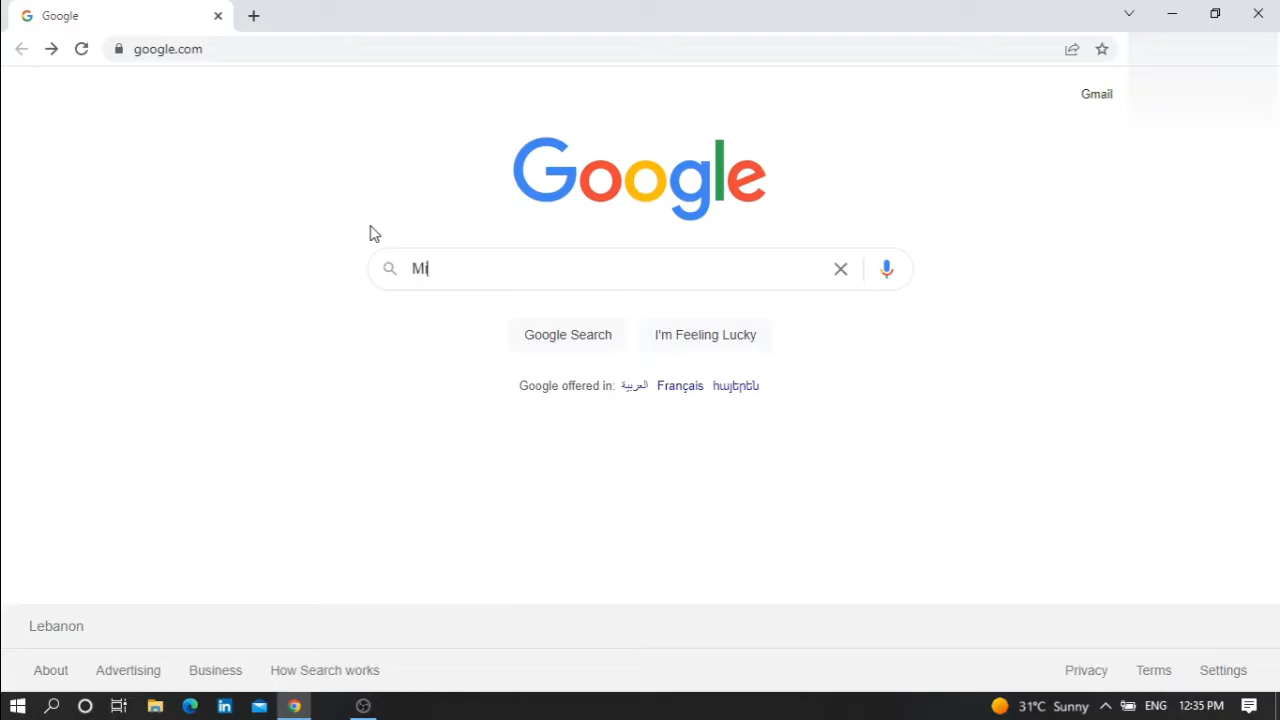 Google
google.com
Gmail
Google
Mi
Google Search I'm Feeling Lucky
Google offered in: العربية Français հայերեն
Lebanon
About Advertising Business How Search works Privacy Terms Settings
31°C Sunny ENG 12:35 PM